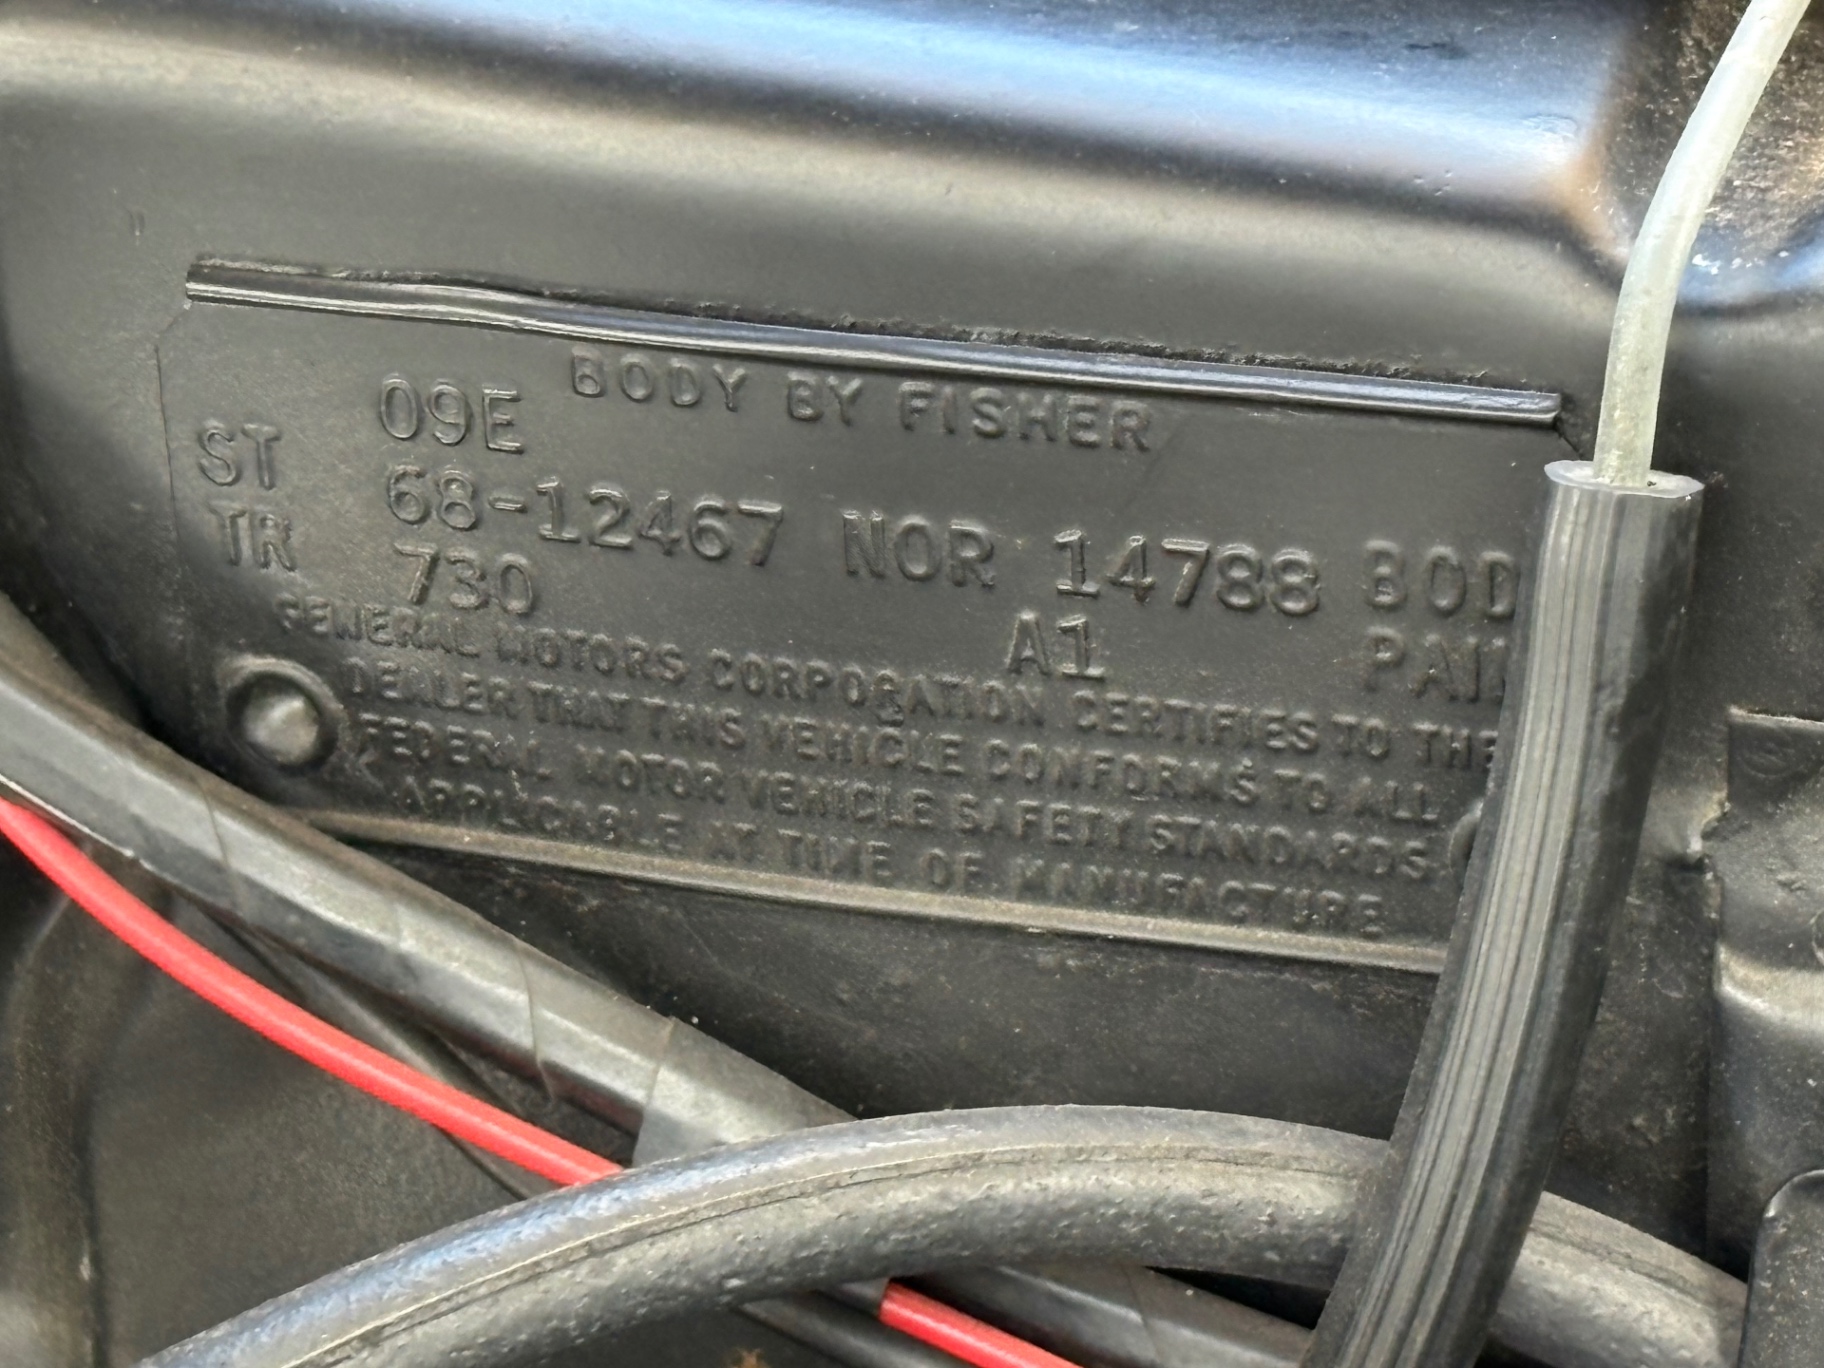 BODY BY FISHER
09E
ST 68-12467 NOR 14788 BOD
TR 730 A1 PAI
GENERAL MOTORS CORPORATION CERTIFIES TO THE
DEALER THAT THIS VEHICLE CONFORMS TO ALL
FEDERAL MOTOR VEHICLE SAFETY STANDARDS
APPLICABLE AT TIME OF MANUFACTURE